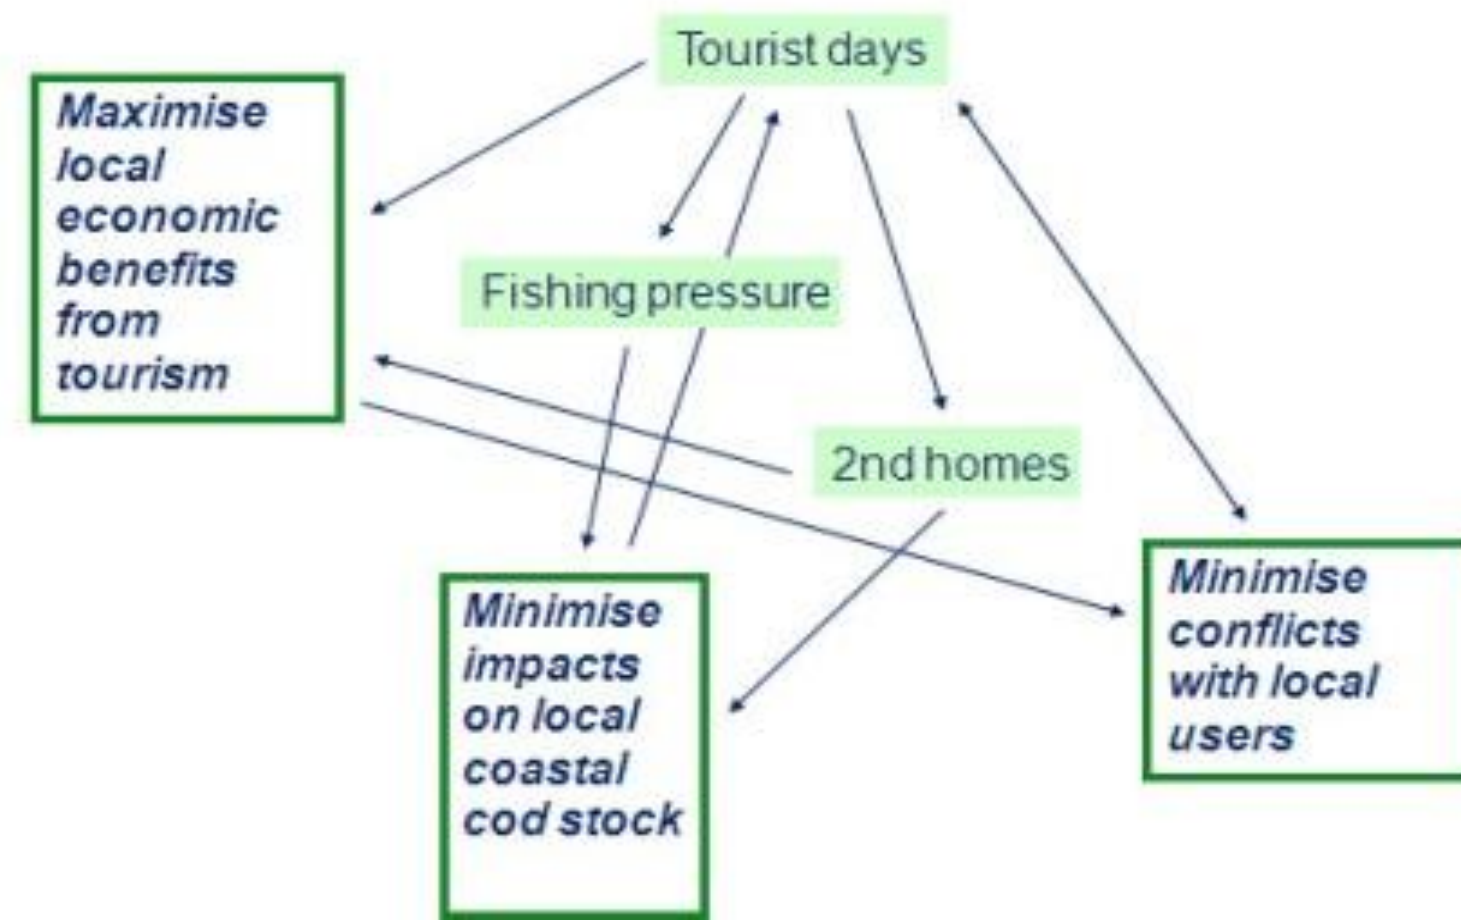 Tourist days
Maximise
local
economic
benefits
from
tourism
Fishing pressure
2nd homes
Minimise
impacts
on local
coastal
cod stock
Minimise
conflicts
with local
users